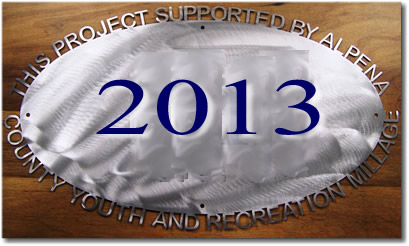 THIS PROJECT SUPPORTED BY ALPENA
2013
COUNTY YOUTH AND RECREATION MILLAGE